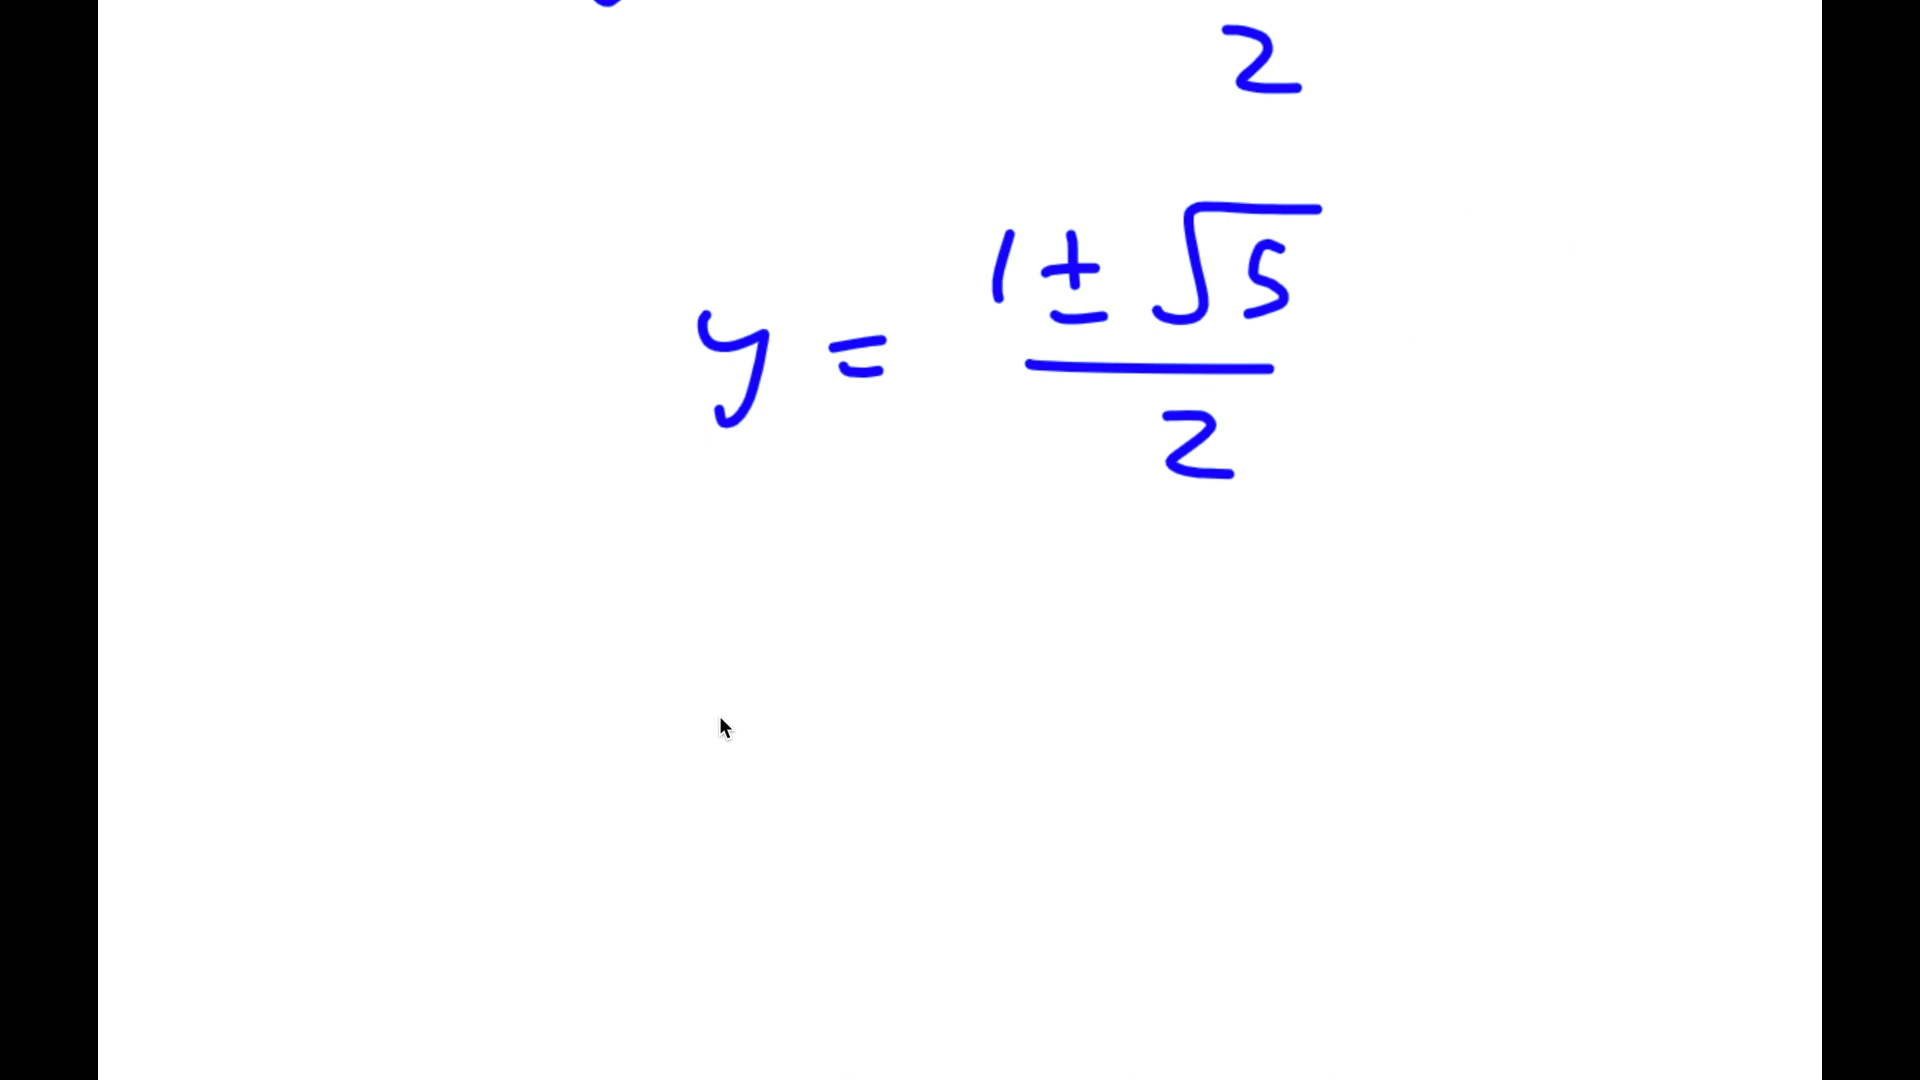 2
y = (1 ± √5) / 2